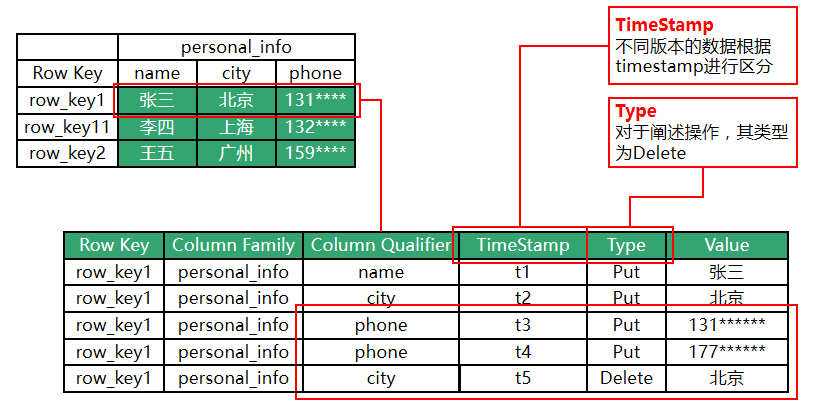 personal_info
Row Key name city phone
row_key1 张三 北京 131****
row_key11 李四 上海 132****
row_key2 王五 广州 159****
TimeStamp
不同版本的数据根据
timestamp进行区分
Type
对于阐述操作，其类型
为Delete
Row Key Column Family Column Qualifier TimeStamp Type Value
row_key1 personal_info name t1 Put 张三
row_key1 personal_info city t2 Put 北京
row_key1 personal_info phone t3 Put 131******
row_key1 personal_info phone t4 Put 177******
row_key1 personal_info city t5 Delete 北京